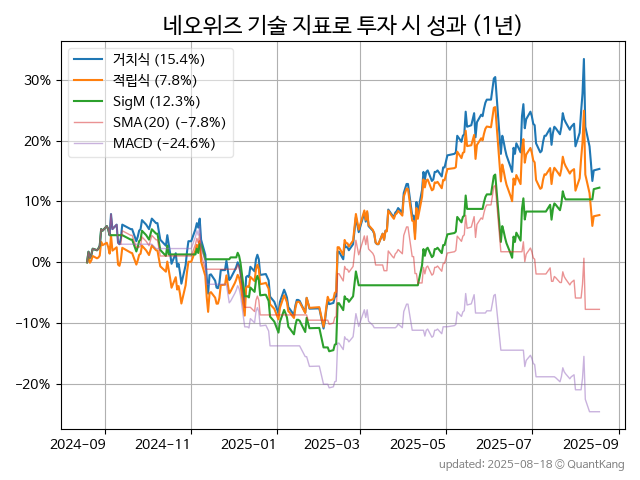 네오위즈 기술 지표로 투자 시 성과 (1년)
거치식 (15.4%)
적립식 (7.8%)
SigM (12.3%)
SMA(20) (−7.8%)
MACD (−24.6%)
30%
20%
10%
0%
−10%
−20%
2024-09
2024-11
2025-01
2025-03
2025-05
2025-07
2025-09
updated: 2025-08-18 © QuantKang